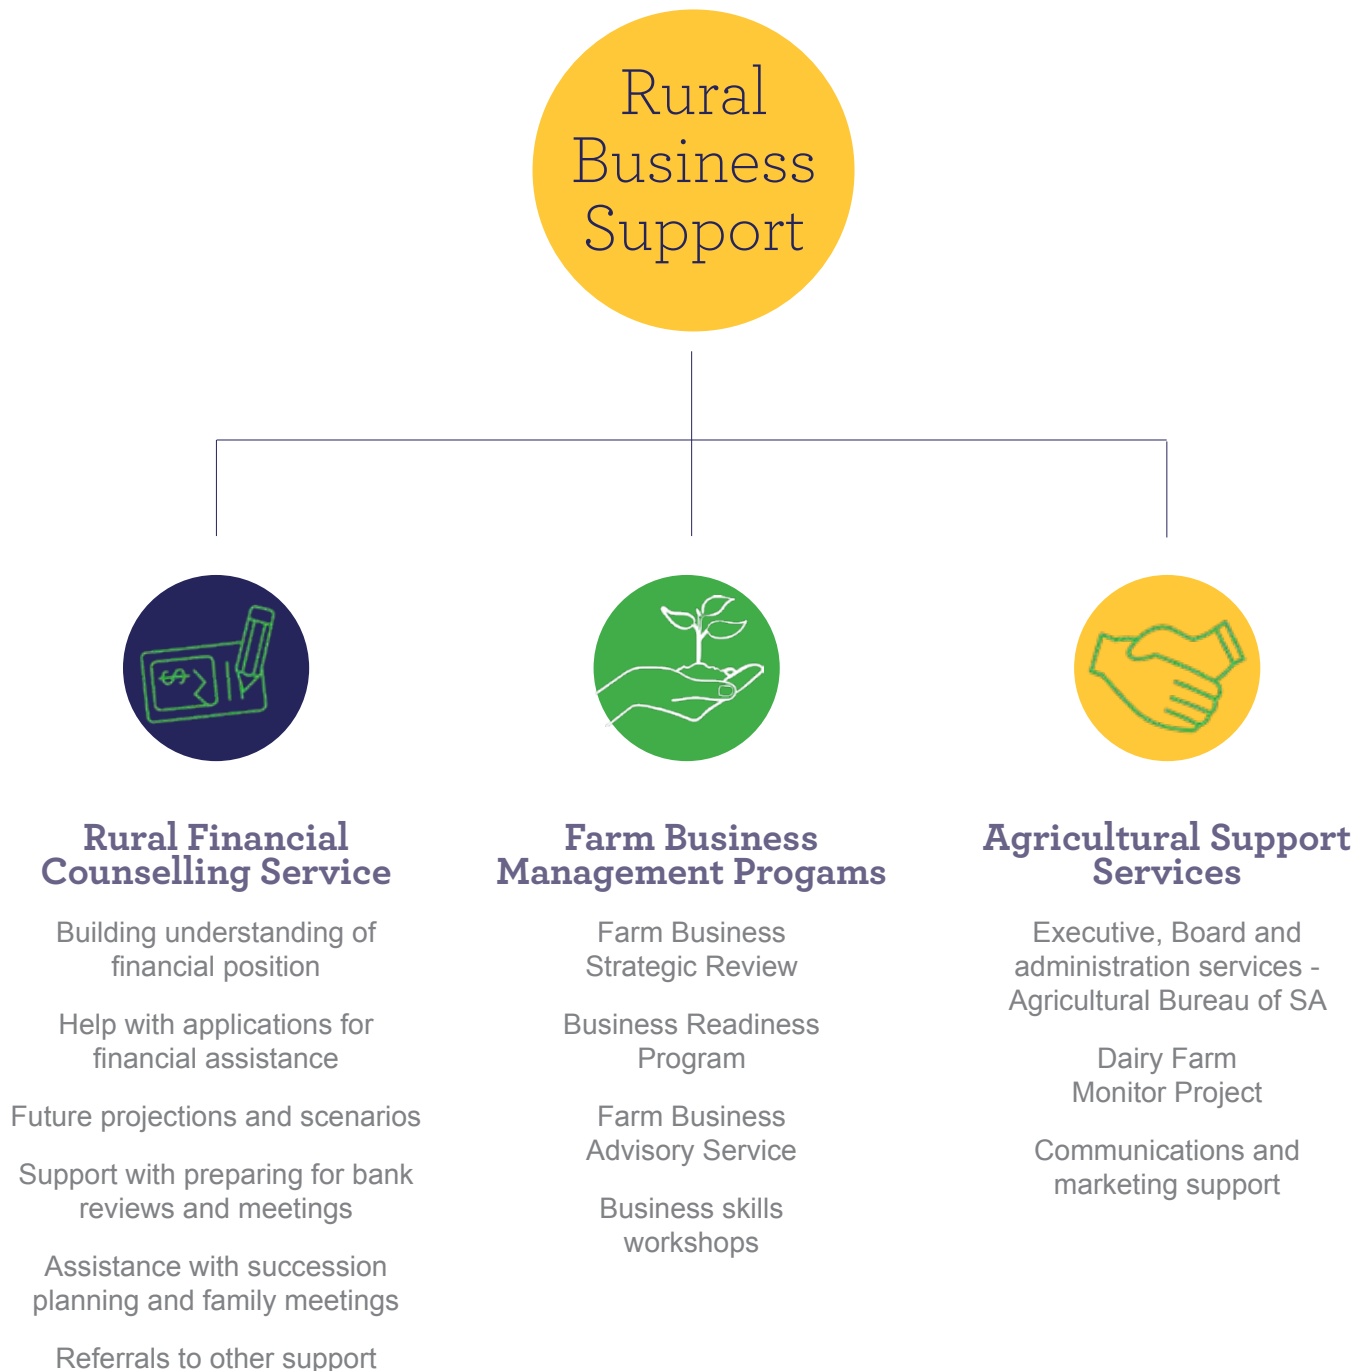 Rural
Business
Support
Rural Financial
Counselling Service
Building understanding of
financial position
Help with applications for
financial assistance
Future projections and scenarios
Support with preparing for bank
reviews and meetings
Assistance with succession
planning and family meetings
Referrals to other support
Farm Business
Management Progams
Farm Business
Strategic Review
Business Readiness
Program
Farm Business
Advisory Service
Business skills
workshops
Agricultural Support
Services
Executive, Board and
administration services -
Agricultural Bureau of SA
Dairy Farm
Monitor Project
Communications and
marketing support